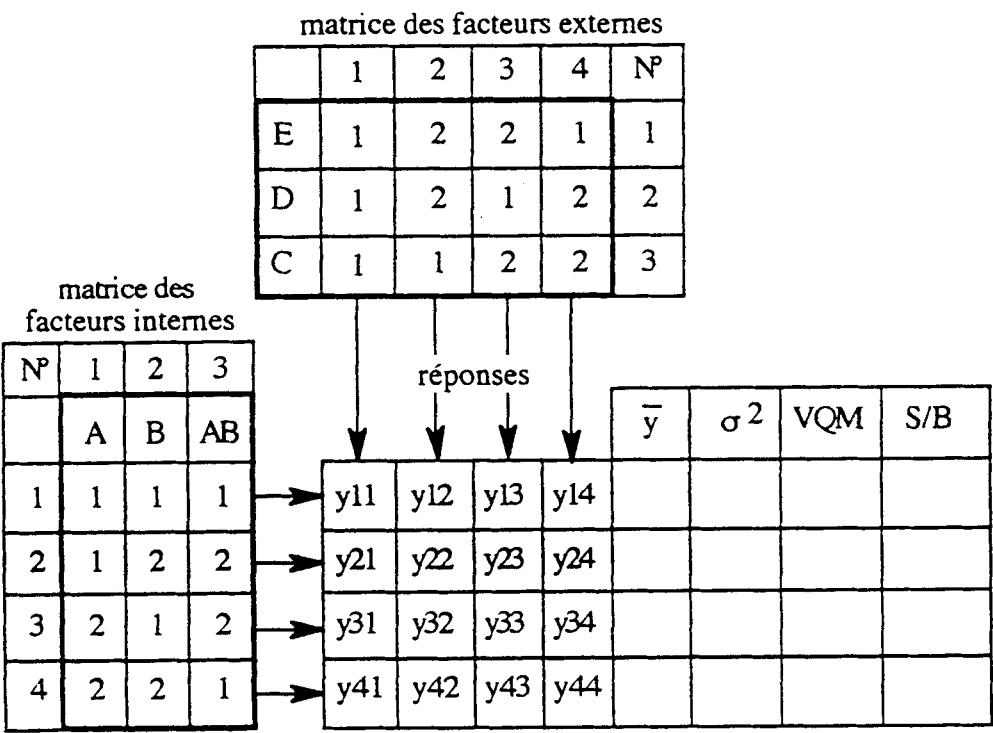 matrice des facteurs externes
1 2 3 4 N°
E 1 2 2 1 1
D 1 2 1 2 2
C 1 1 2 2 3
matrice des
facteurs internes
N° 1 2 3
A B AB
réponses
y̅ σ² VQM S/B
1 1 1 1 y11 y12 y13 y14
2 1 2 2 y21 y22 y23 y24
3 2 1 2 y31 y32 y33 y34
4 2 2 1 y41 y42 y43 y44